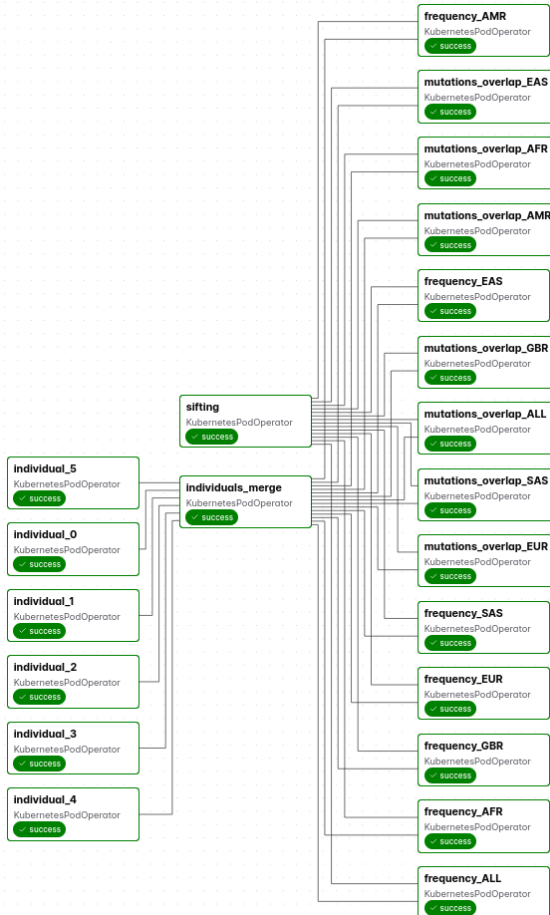 frequency_AMR
KubernetesPodOperator
success
mutations_overlap_EAS
KubernetesPodOperator
success
mutations_overlap_AFR
KubernetesPodOperator
success
mutations_overlap_AMR
KubernetesPodOperator
success
frequency_EAS
KubernetesPodOperator
success
mutations_overlap_GBR
KubernetesPodOperator
success
sifting
KubernetesPodOperator
success
mutations_overlap_ALL
KubernetesPodOperator
success
individual_5
KubernetesPodOperator
success
individuals_merge
KubernetesPodOperator
success
mutations_overlap_SAS
KubernetesPodOperator
success
individual_0
KubernetesPodOperator
success
mutations_overlap_EUR
KubernetesPodOperator
success
individual_1
KubernetesPodOperator
success
frequency_SAS
KubernetesPodOperator
success
individual_2
KubernetesPodOperator
success
frequency_EUR
KubernetesPodOperator
success
individual_3
KubernetesPodOperator
success
frequency_GBR
KubernetesPodOperator
success
individual_4
KubernetesPodOperator
success
frequency_AFR
KubernetesPodOperator
success
frequency_ALL
KubernetesPodOperator
success